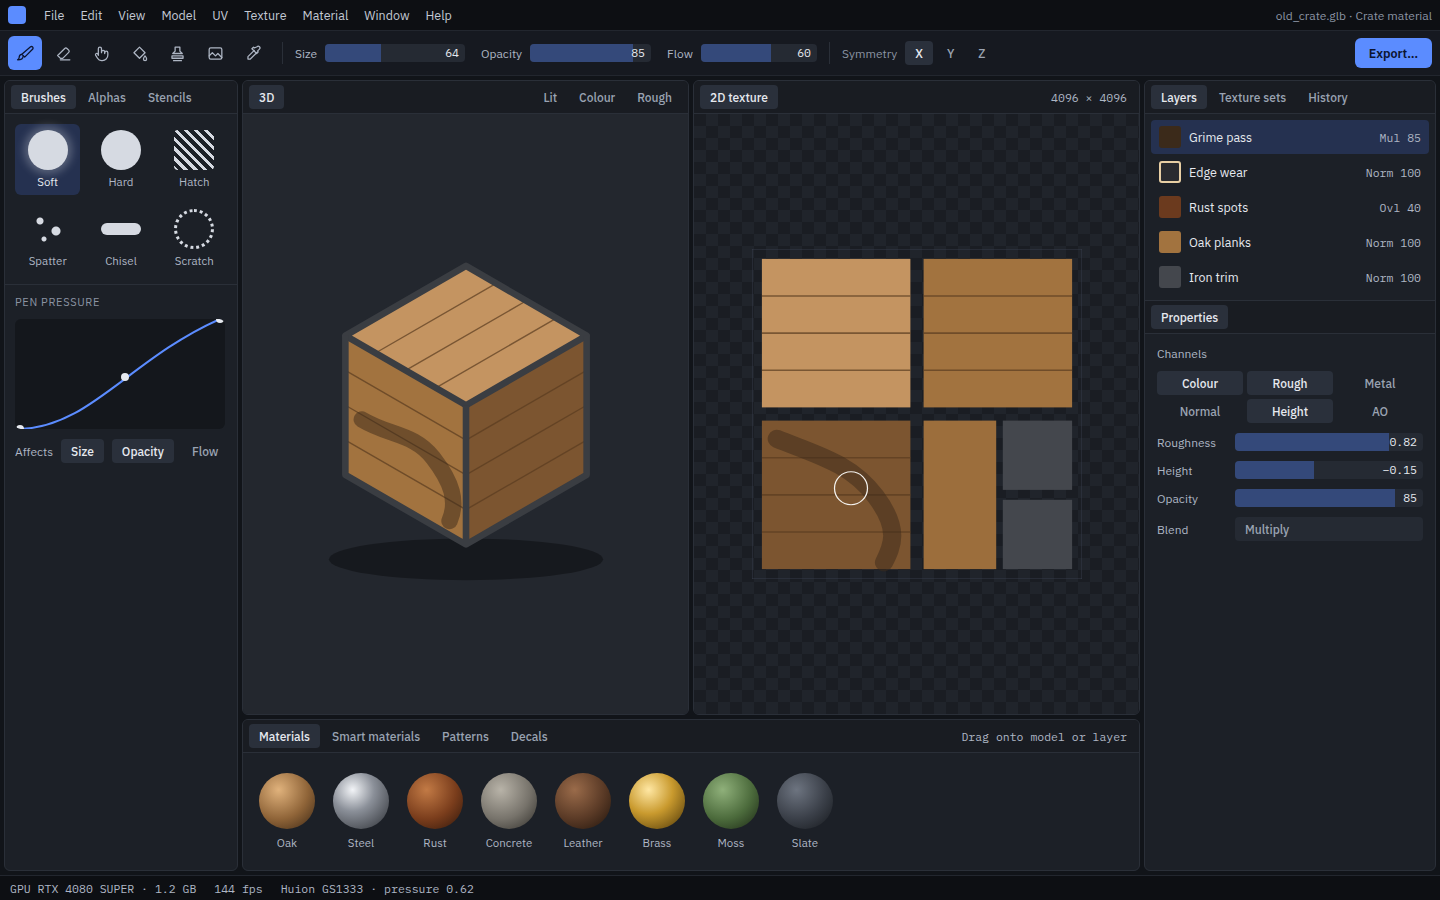 File Edit View Model UV Texture Material Window Help
old_crate.glb · Crate material
Size 64 Opacity 85 Flow 60 Symmetry X Y Z
Export...
Brushes Alphas Stencils
Soft Hard Hatch
Spatter Chisel Scratch
PEN PRESSURE
Affects Size Opacity Flow
3D Lit Colour Rough
2D texture 4096 × 4096
Materials Smart materials Patterns Decals Drag onto model or layer
Oak Steel Rust Concrete Leather Brass Moss Slate
Layers Texture sets History
Grime pass Mul 85
Edge wear Norm 100
Rust spots Ovl 40
Oak planks Norm 100
Iron trim Norm 100
Properties
Channels
Colour Rough Metal
Normal Height AO
Roughness 0.82
Height −0.15
Opacity 85
Blend Multiply
GPU RTX 4080 SUPER · 1.2 GB 144 fps Huion GS1333 · pressure 0.62